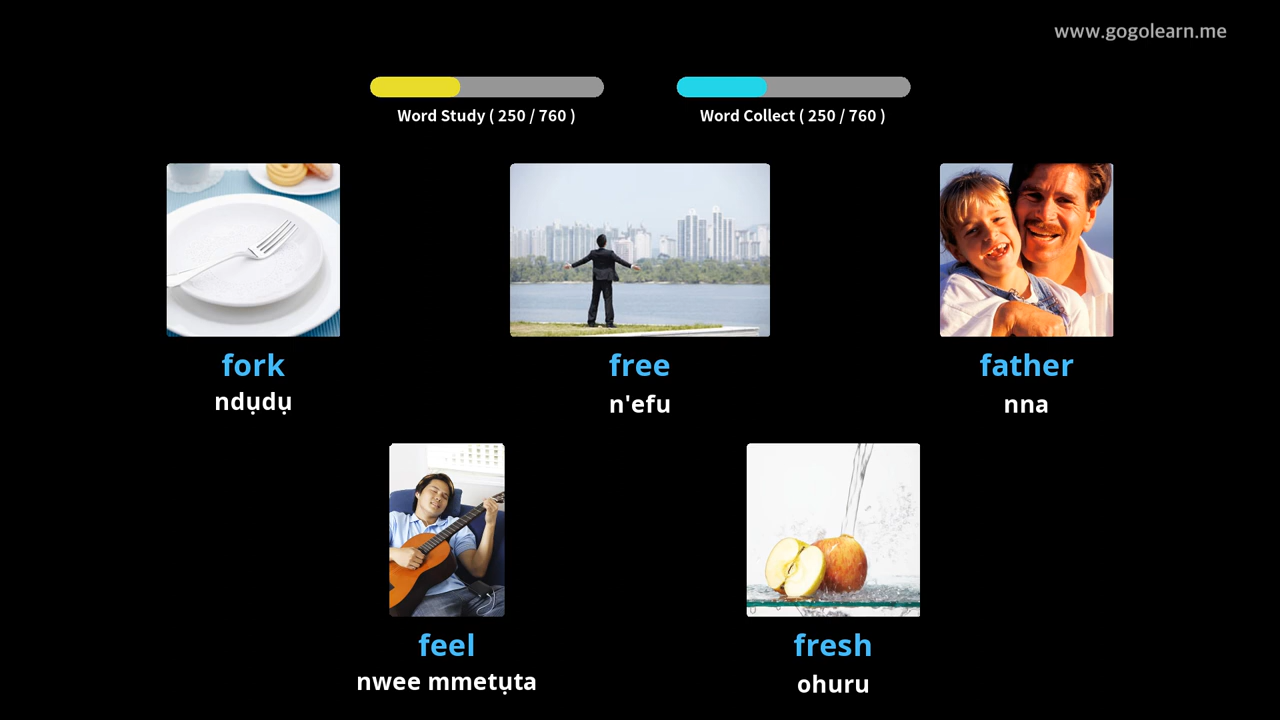 www.gogolearn.me
Word Study ( 250 / 760 )
Word Collect ( 250 / 760 )
fork
ndụdụ
free
n'efu
father
nna
feel
nwee mmetụta
fresh
ohuru